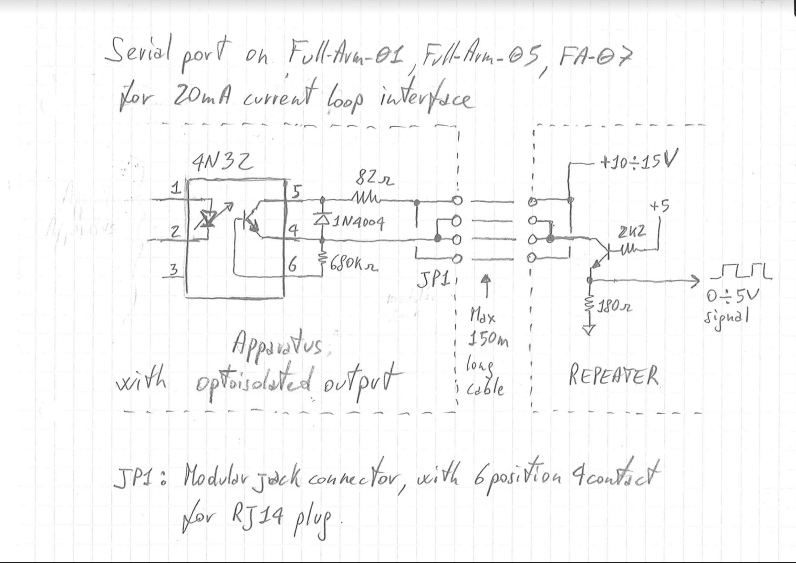 Serial port on Full-Arm-01, Full-Arm-05, FA-07
for 20mA current loop interface
4N32
1
2
3
5
4
6
82Ω
1N4004
680KΩ
JP1
Max
150m
long
cable
+10÷15V
+5
2K2
180Ω
0÷5V
signal
Apparatus
with optoisolated output
REPEATER
JP1: Modular jack connector, with 6 position 4 contact
for RJ14 plug.